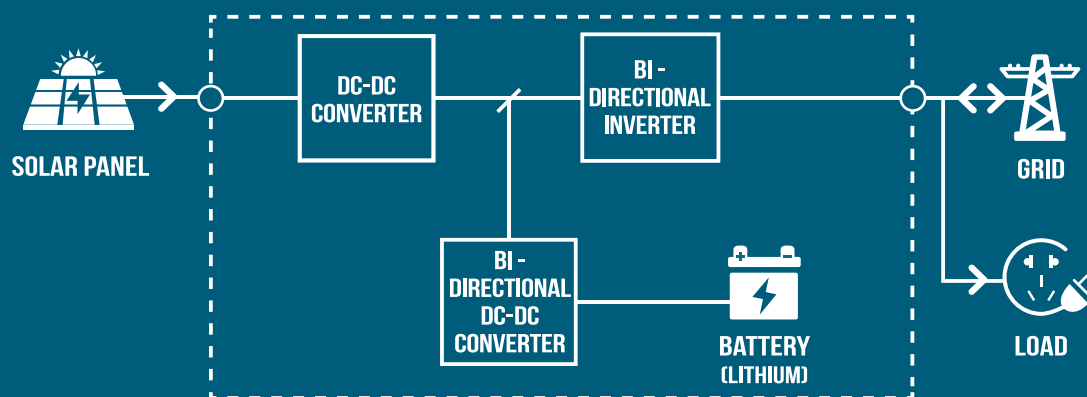 SOLAR PANEL
DC-DC
CONVERTER
BI -
DIRECTIONAL
INVERTER
GRID
BI -
DIRECTIONAL
DC-DC
CONVERTER
+ -
BATTERY
(LITHIUM)
LOAD